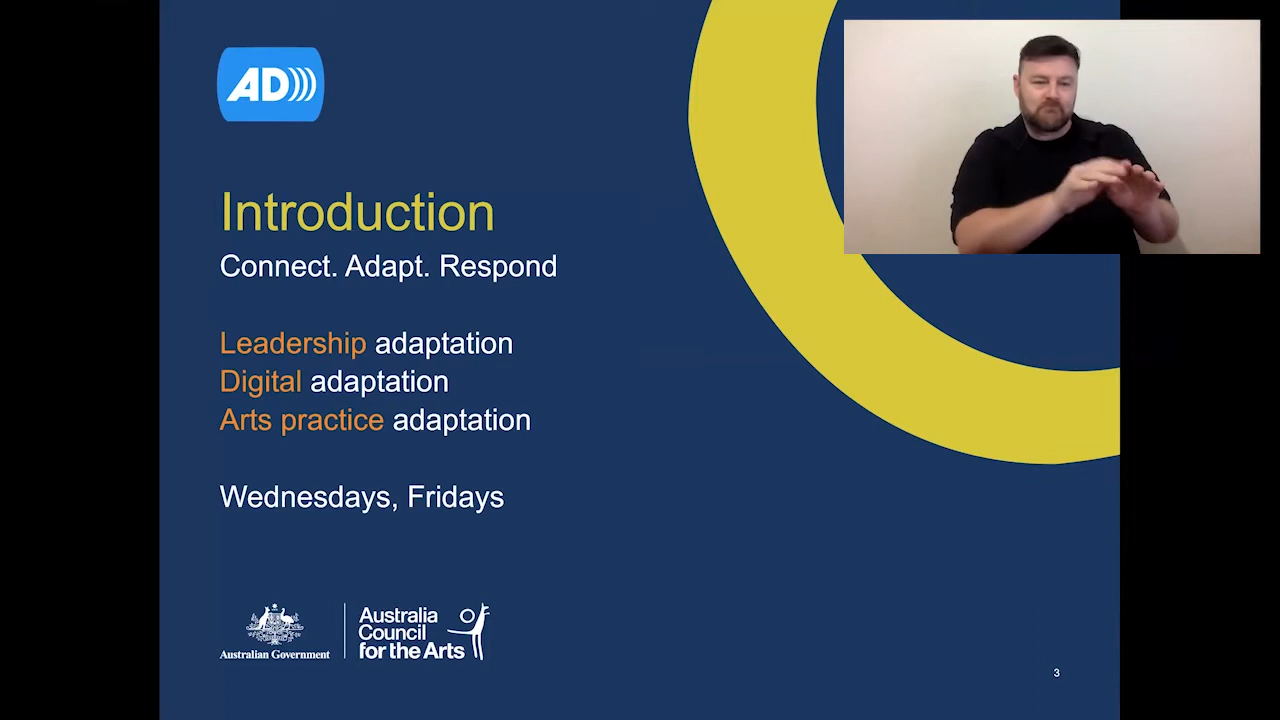 AD
Introduction
Connect. Adapt. Respond
Leadership adaptation
Digital adaptation
Arts practice adaptation
Wednesdays, Fridays
Australian Government
Australia
Council
for the Arts
3